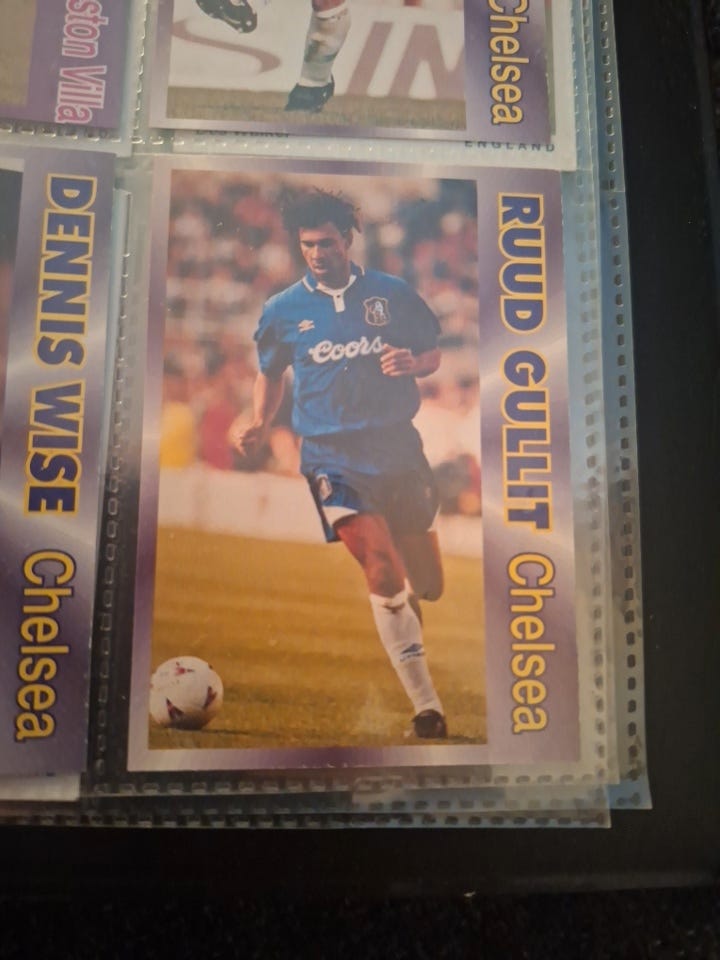 ston Villa
Chelsea
ENGLAND
DENNIS WISE Chelsea
RUUD GULLIT Chelsea
Coors